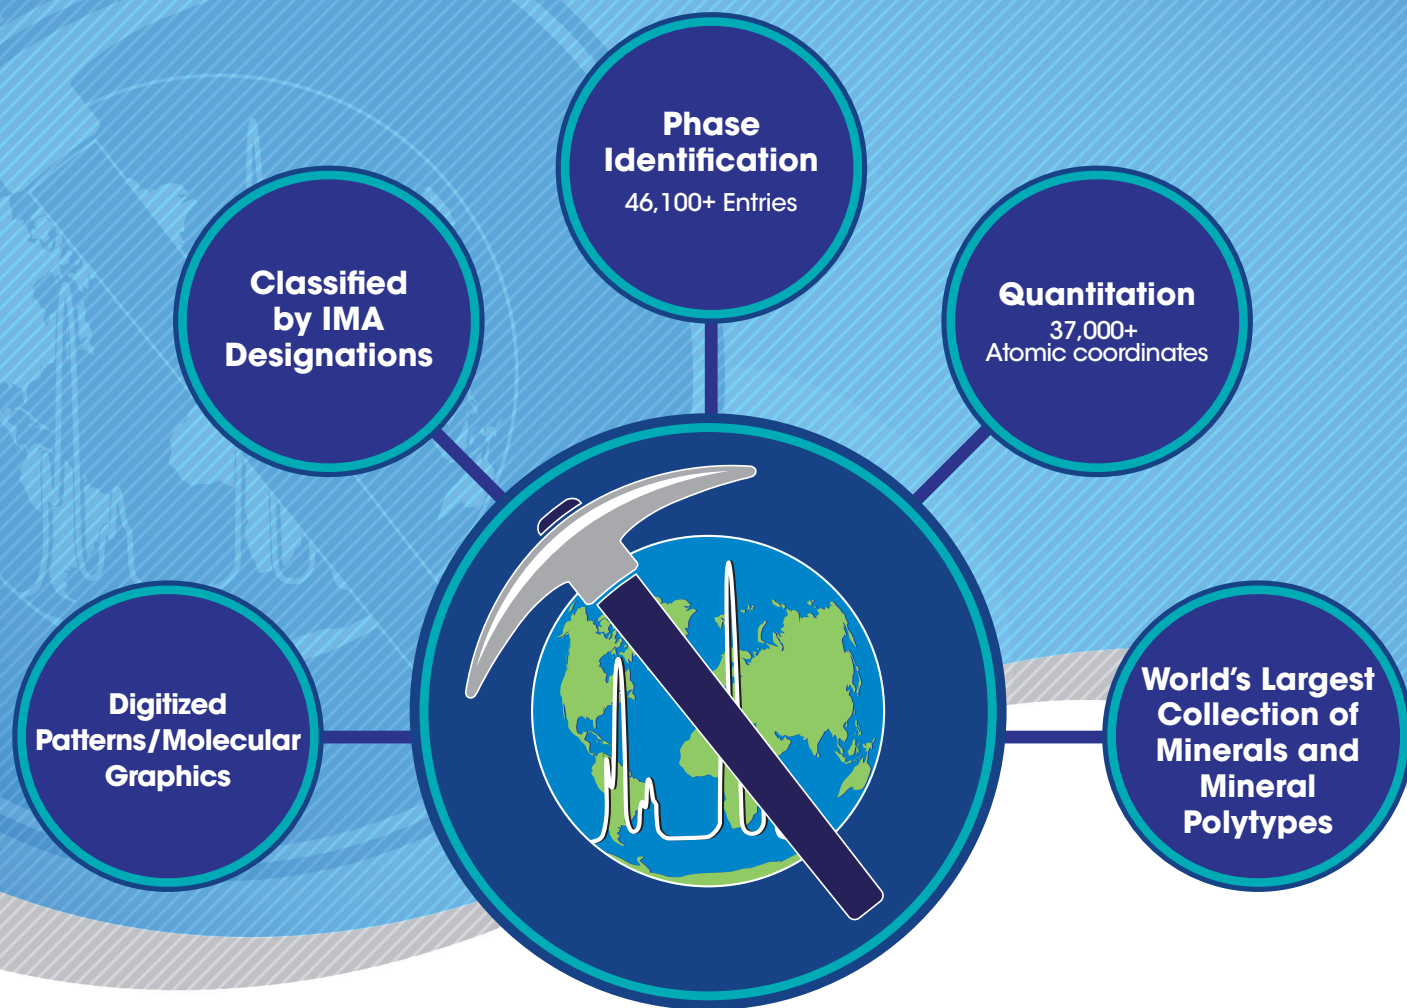 Phase
Identification
46,100+ Entries
Classified
by IMA
Designations
Quantitation
37,000+
Atomic coordinates
Digitized
Patterns/Molecular
Graphics
World's Largest
Collection of
Minerals and
Mineral
Polytypes